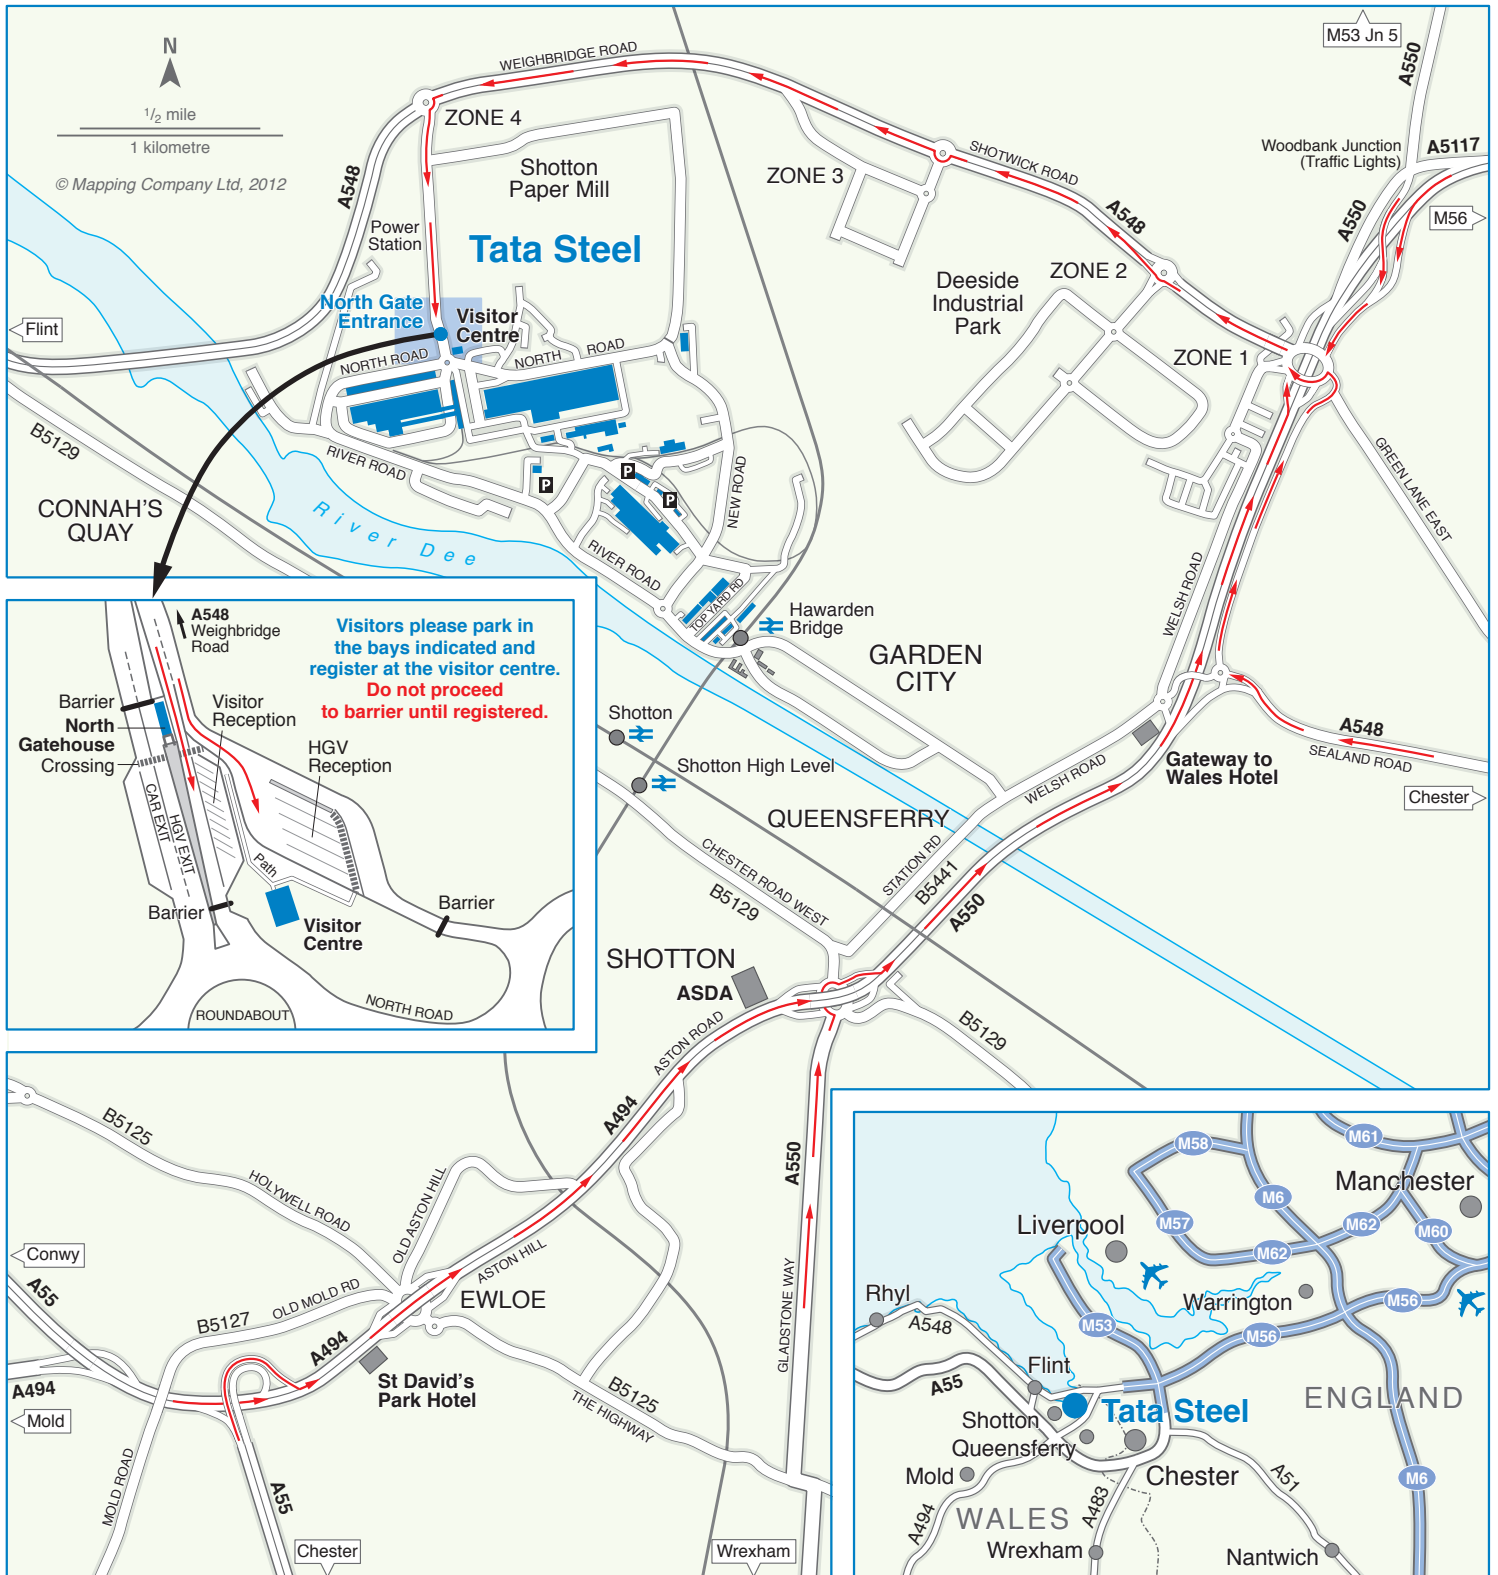 N
1/2 mile
1 kilometre
© Mapping Company Ltd, 2012
WEIGHBRIDGE ROAD
ZONE 4
Shotton
Paper Mill
A548
Power
Station
Tata Steel
North Gate
Entrance
Visitor
Centre
Flint
NORTH ROAD
NORTH ROAD
B5129
RIVER ROAD
P
P
P
NEW ROAD
CONNAH'S
QUAY
River Dee
RIVER ROAD
TOP YARD RD
Hawarden
Bridge
GARDEN
CITY
ZONE 3
SHOTWICK ROAD
A548
ZONE 2
Deeside
Industrial
Park
ZONE 1
M53 Jn 5
A550
Woodbank Junction
(Traffic Lights)
A5117
A550
M56
GREEN LANE EAST
WELSH ROAD
A548
SEALAND ROAD
Gateway to
Wales Hotel
Chester
WELSH ROAD
Shotton
Shotton High Level
QUEENSFERRY
STATION RD
B5441
A550
CHESTER ROAD WEST
B5129
SHOTTON
ASDA
B5129
ASTON ROAD
A494
A550
GLADSTONE WAY
A548
Weighbridge
Road
Visitors please park in
the bays indicated and
register at the visitor centre.
Do not proceed
to barrier until registered.
Barrier
North
Gatehouse
Crossing
Visitor
Reception
HGV
Reception
CAR EXIT
HGV EXIT
Path
Barrier
Visitor
Centre
Barrier
NORTH ROAD
ROUNDABOUT
B5125
HOLYWELL ROAD
OLD ASTON HILL
ASTON HILL
Conwy
A55
B5127
OLD MOLD RD
EWLOE
A494
A494
Mold
St David's
Park Hotel
B5125
THE HIGHWAY
MOLD ROAD
A55
Chester
Wrexham
M58
M61
M6
Manchester
M57
M62
M60
Liverpool
M62
Rhyl
A548
Warrington
M56
M53
M56
Flint
A55
ENGLAND
Tata Steel
Shotton
Queensferry
Mold
Chester
A51
M6
A494
WALES
A483
Wrexham
Nantwich